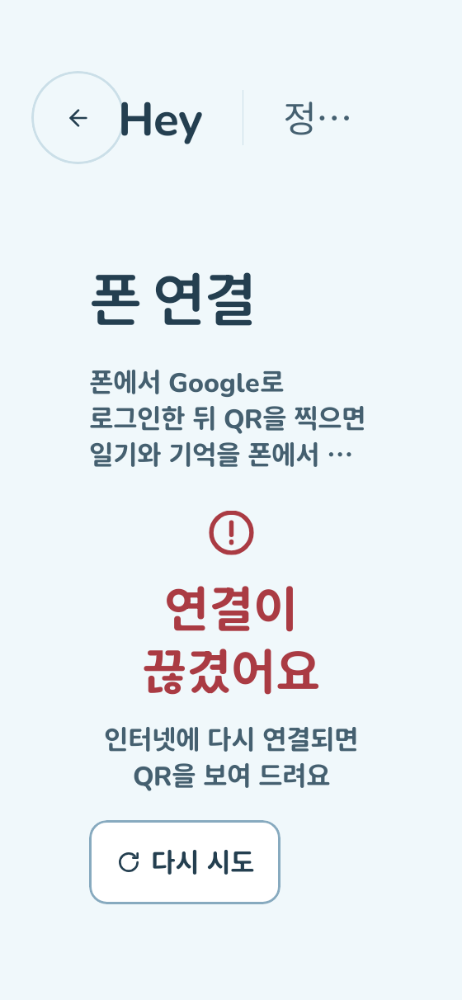 Hey
정…
폰 연결
폰에서 Google로
로그인한 뒤 QR을 찍으면
일기와 기억을 폰에서 …
연결이
끊겼어요
인터넷에 다시 연결되면
QR을 보여 드려요
다시 시도